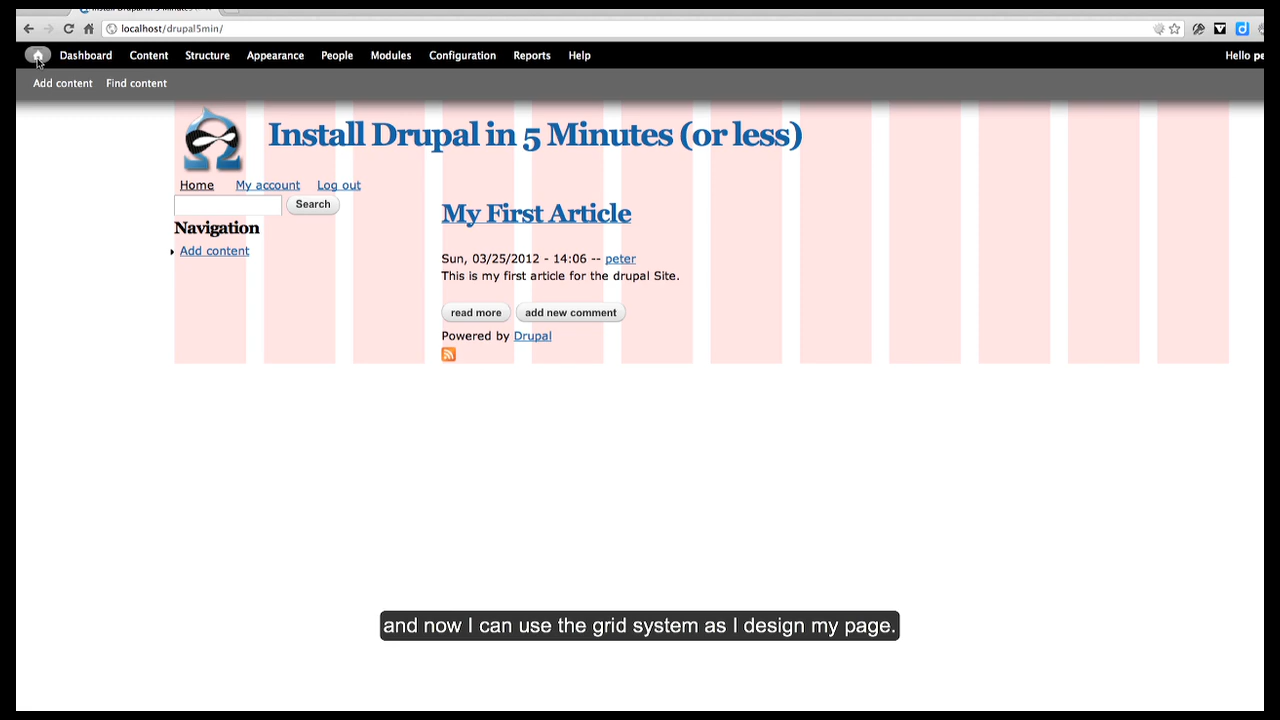 localhost/drupal5min/
Dashboard Content Structure Appearance People Modules Configuration Reports Help Hello
Add content Find content
Install Drupal in 5 Minutes (or less)
Home My account Log out
Search
My First Article
Navigation
Add content
Sun, 03/25/2012 - 14:06 -- peter
This is my first article for the drupal Site.
read more add new comment
Powered by Drupal
and now I can use the grid system as I design my page.